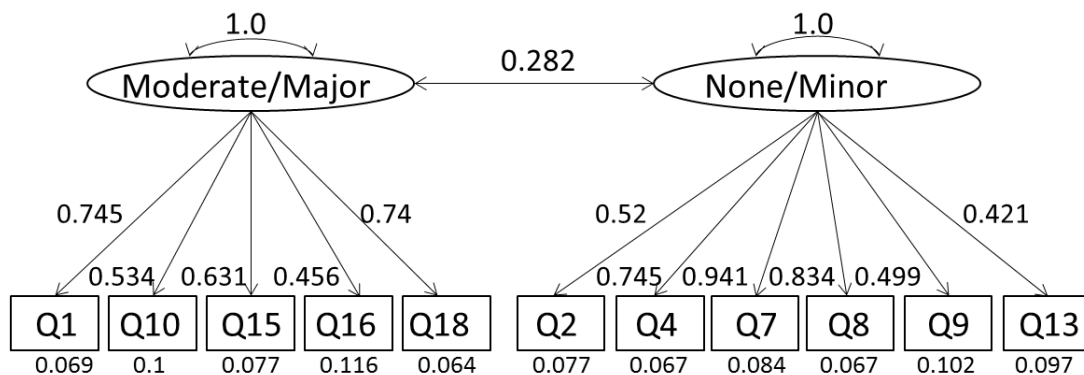 1.0 1.0
0.282
Moderate/Major None/Minor
0.745 0.74 0.52 0.421
0.534 0.631 0.456 0.745 0.941 0.834 0.499
Q1 Q10 Q15 Q16 Q18 Q2 Q4 Q7 Q8 Q9 Q13
0.069 0.1 0.077 0.116 0.064 0.077 0.067 0.084 0.067 0.102 0.097